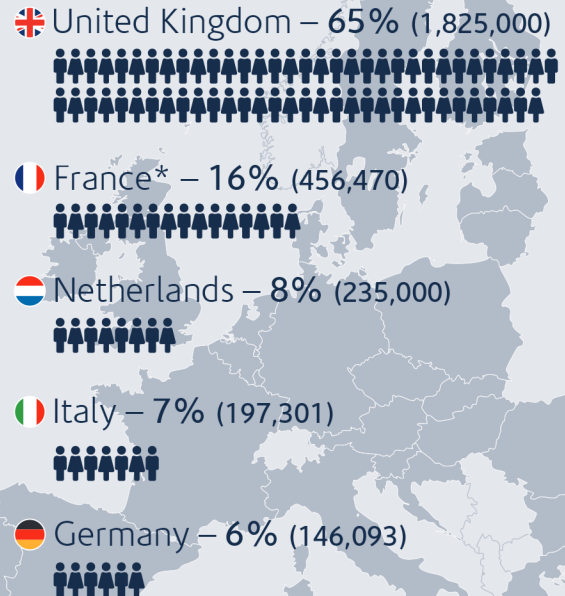 United Kingdom – 65% (1,825,000)
France* – 16% (456,470)
Netherlands – 8% (235,000)
Italy – 7% (197,301)
Germany – 6% (146,093)